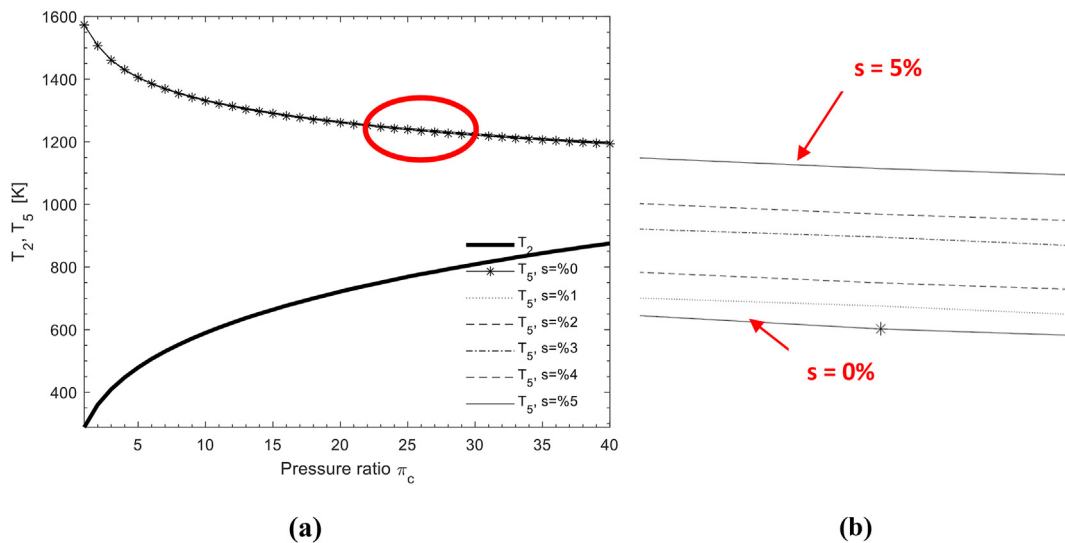 1600
1400
1200
1000
800
600
400
T2, T5 [K]
T2
T5, s=%0
T5, s=%1
T5, s=%2
T5, s=%3
T5, s=%4
T5, s=%5
5 10 15 20 25 30 35 40
Pressure ratio πc
(a)
s = 5%
s = 0%
(b)